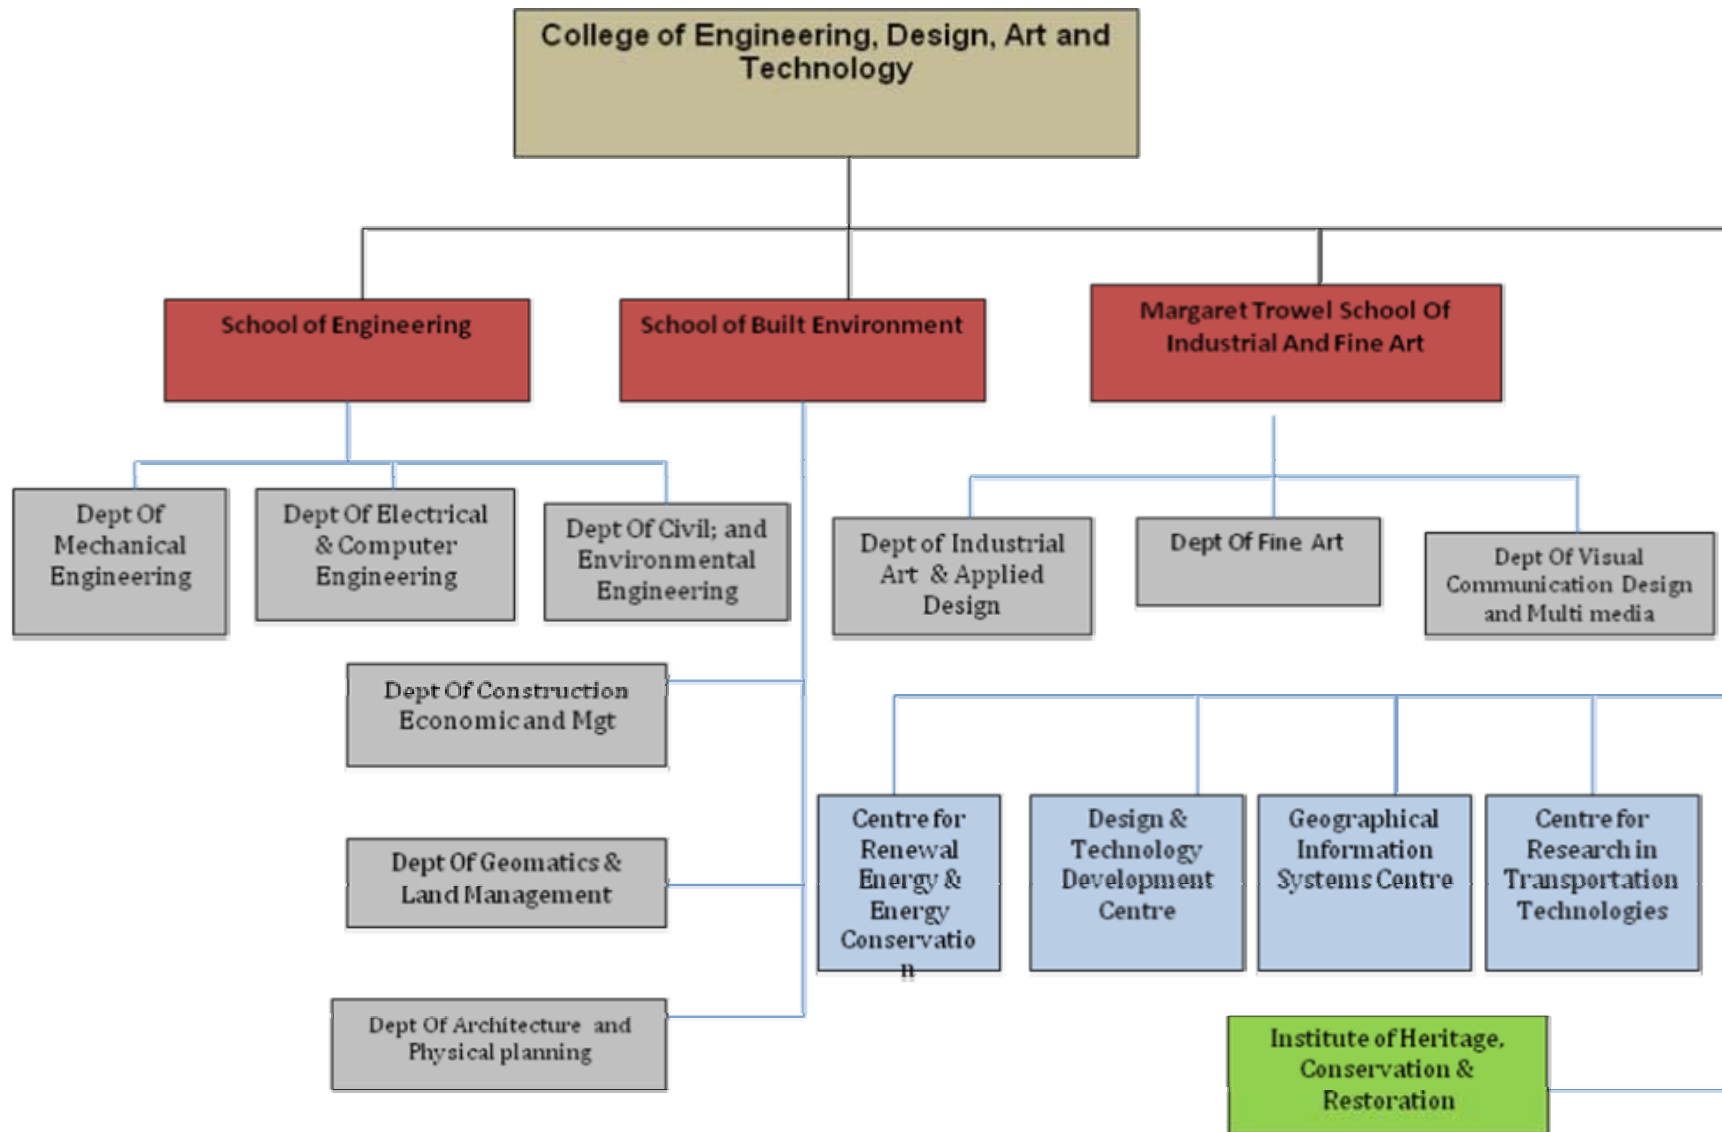 College of Engineering, Design, Art and
Technology
School of Engineering
School of Built Environment
Margaret Trowel School Of
Industrial And Fine Art
Dept Of
Mechanical
Engineering
Dept Of Electrical
& Computer
Engineering
Dept Of Civil; and
Environmental
Engineering
Dept of Industrial
Art & Applied
Design
Dept Of Fine Art
Dept Of Visual
Communication Design
and Multi media
Dept Of Construction
Economic and Mgt
Dept Of Geomatics &
Land Management
Dept Of Architecture and
Physical planning
Centre for
Renewal
Energy &
Energy
Conservatio
n
Design &
Technology
Development
Centre
Geographical
Information
Systems Centre
Centre for
Research in
Transportation
Technologies
Institute of Heritage,
Conservation &
Restoration